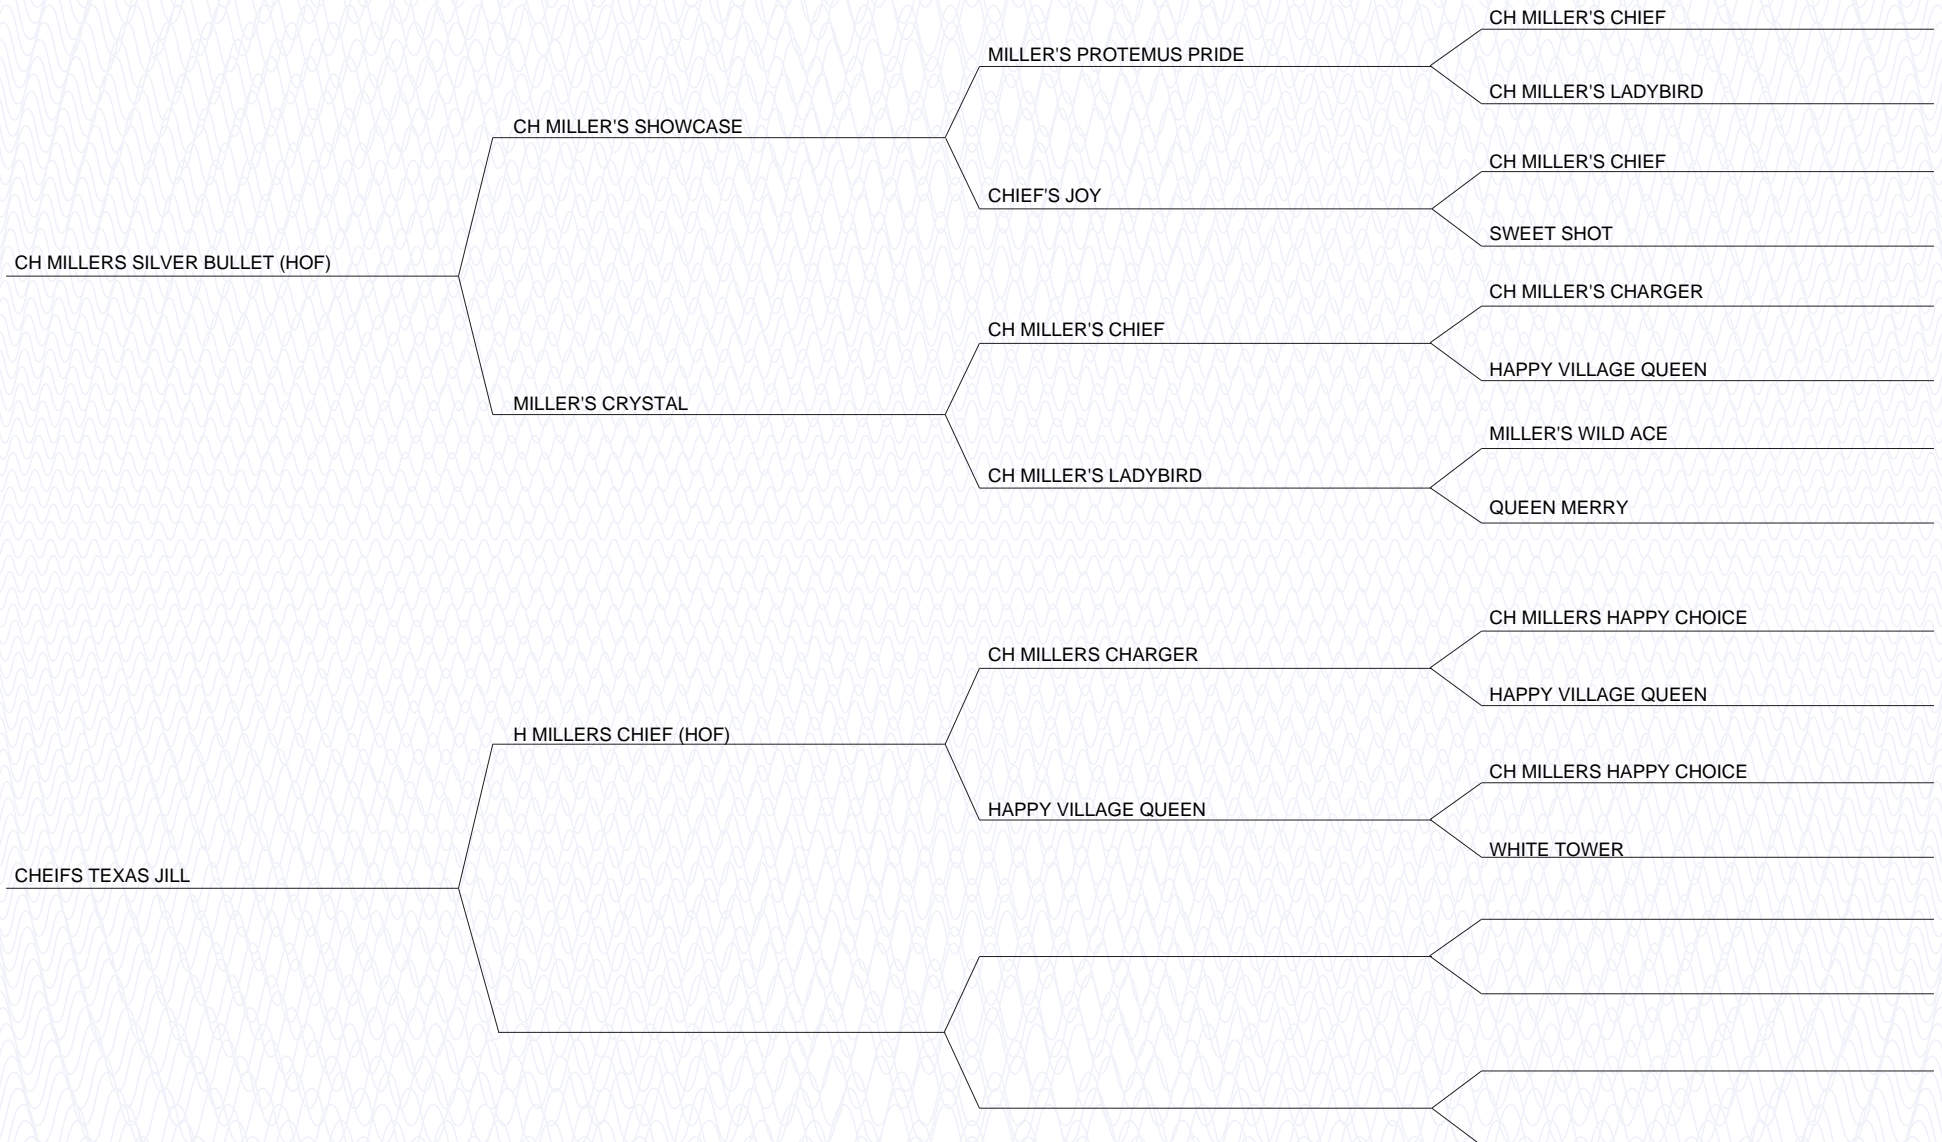 CH MILLER'S CHIEF
MILLER'S PROTEMUS PRIDE
CH MILLER'S LADYBIRD
CH MILLER'S SHOWCASE
CH MILLER'S CHIEF
CHIEF'S JOY
SWEET SHOT
CH MILLERS SILVER BULLET (HOF)
CH MILLER'S CHARGER
CH MILLER'S CHIEF
HAPPY VILLAGE QUEEN
MILLER'S CRYSTAL
MILLER'S WILD ACE
CH MILLER'S LADYBIRD
QUEEN MERRY
CH MILLERS HAPPY CHOICE
CH MILLERS CHARGER
HAPPY VILLAGE QUEEN
H MILLERS CHIEF (HOF)
CH MILLERS HAPPY CHOICE
HAPPY VILLAGE QUEEN
WHITE TOWER
CHEIFS TEXAS JILL